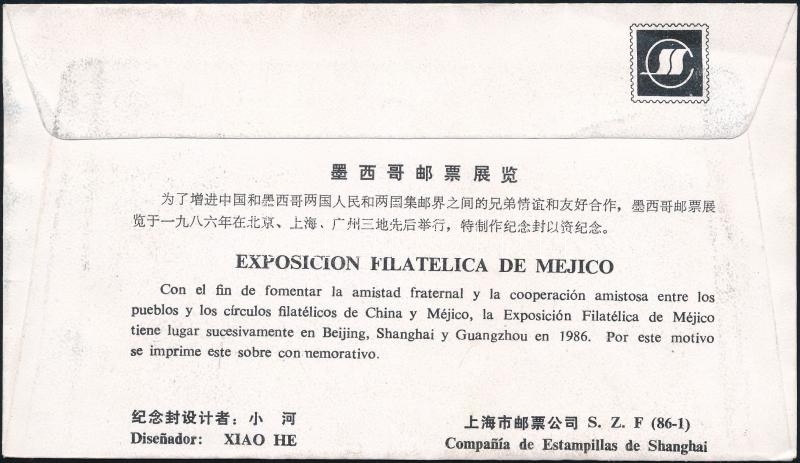 墨西哥邮票展览
为了增进中国和墨西哥两国人民和两国集邮界之间的兄弟情谊和友好合作，墨西哥邮票展
览于一九八六年在北京、上海、广州三地先后举行，特制作纪念封以资纪念。
EXPOSICION FILATELICA DE MEJICO
Con el fin de fomentar la amistad fraternal y la cooperación amistosa entre los
pueblos y los círculos filatélicos de China y Méjico, la Exposición Filatélica de Méjico
tiene lugar sucesivamente en Beijing, Shanghai y Guangzhou en 1986. Por este motivo
se imprime este sobre connemorativo.
纪念封设计者：小 河
Diseñador: XIAO HE
上海市邮票公司 S. Z. F (86-1)
Compañía de Estampillas de Shanghai